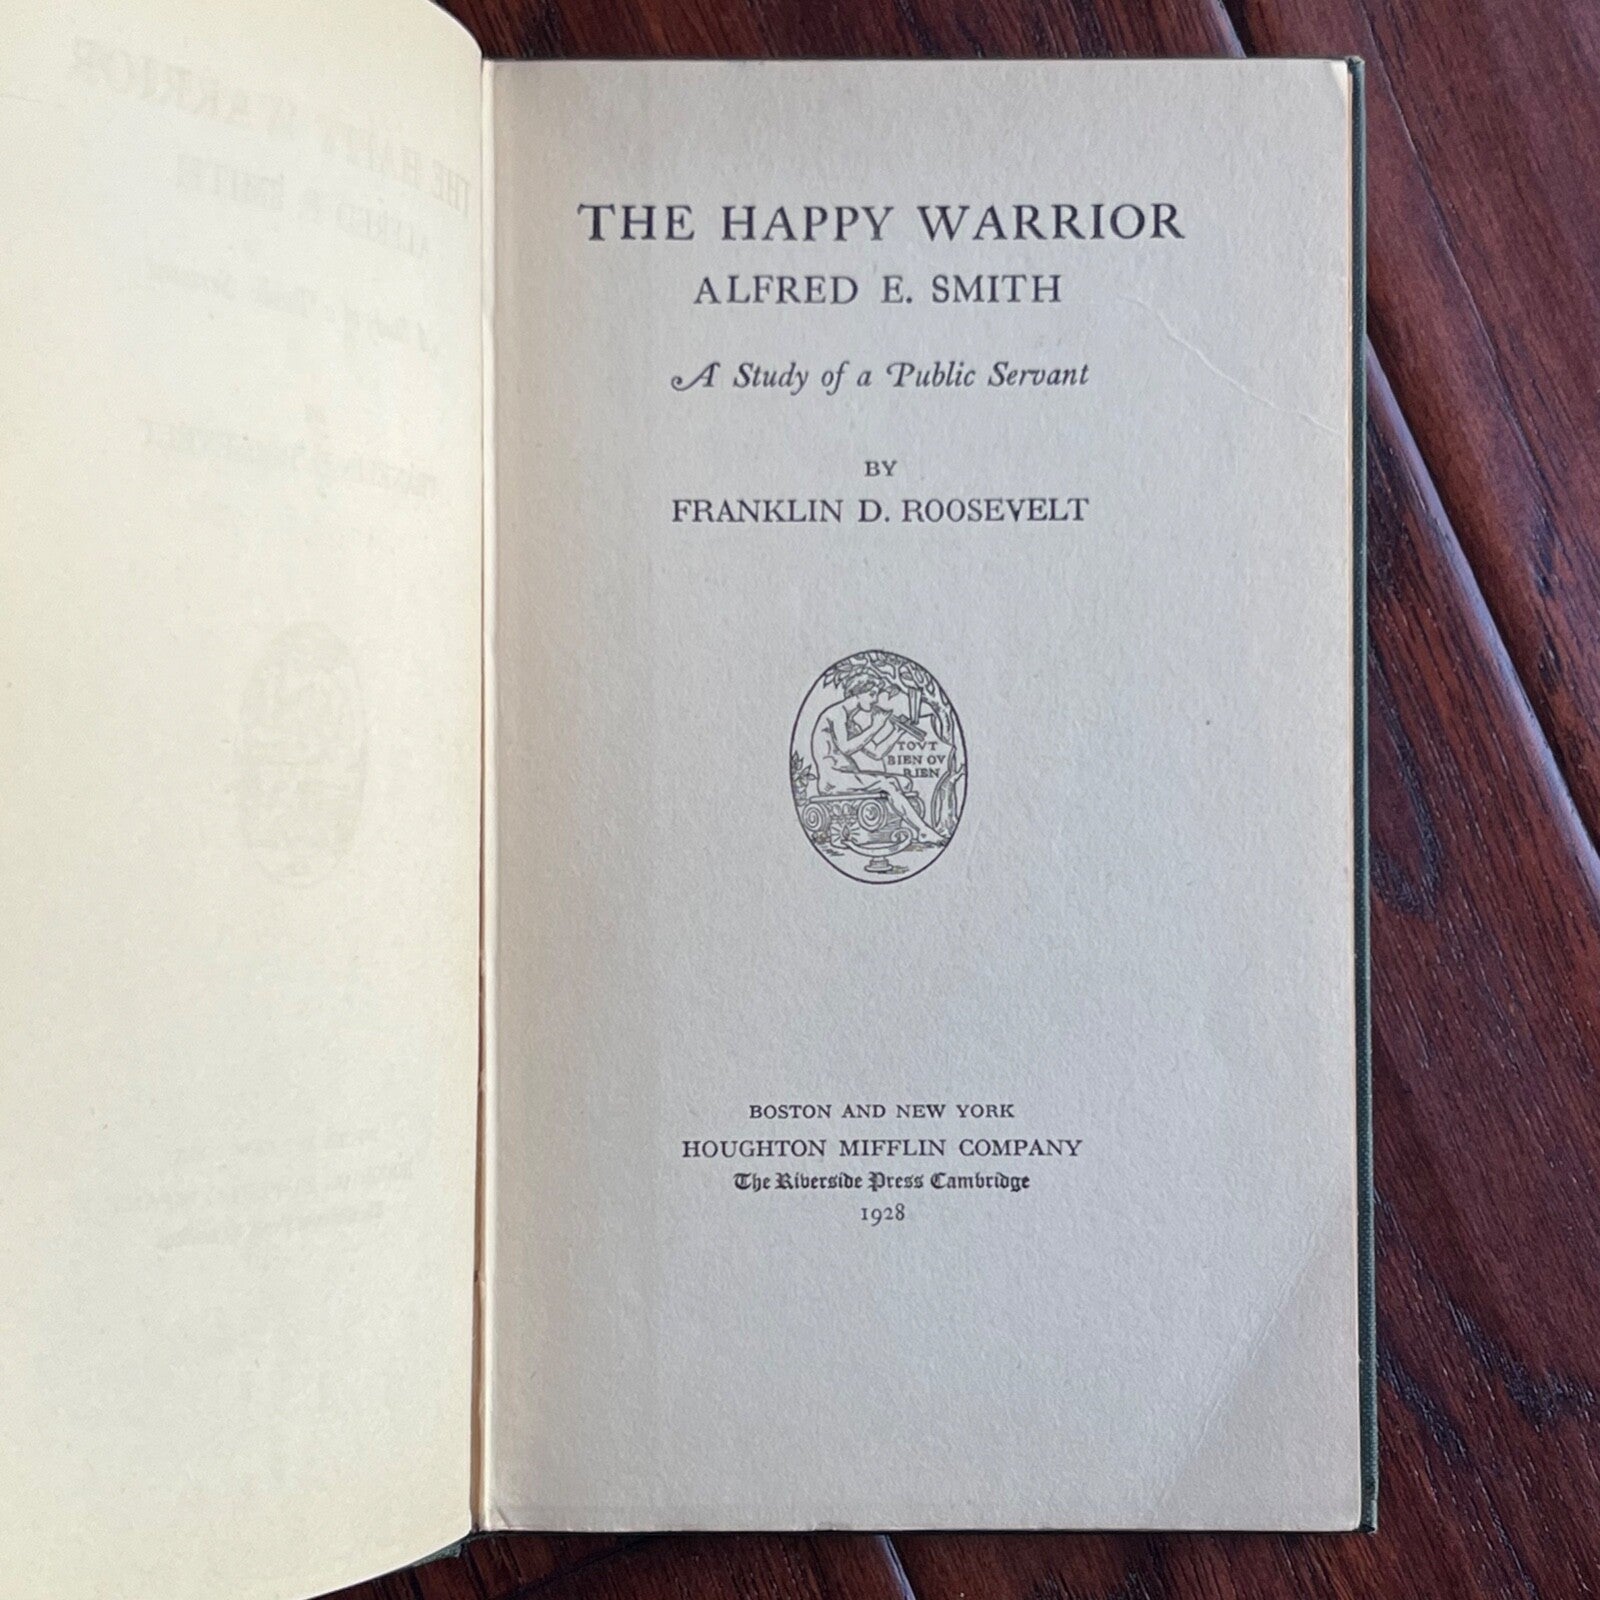 THE HAPPY WARRIOR
ALFRED E. SMITH
A Study of a Public Servant
BY
FRANKLIN D. ROOSEVELT
TOVT
BIEN OV
RIEN
BOSTON AND NEW YORK
HOUGHTON MIFFLIN COMPANY
The Riverside Press Cambridge
1928